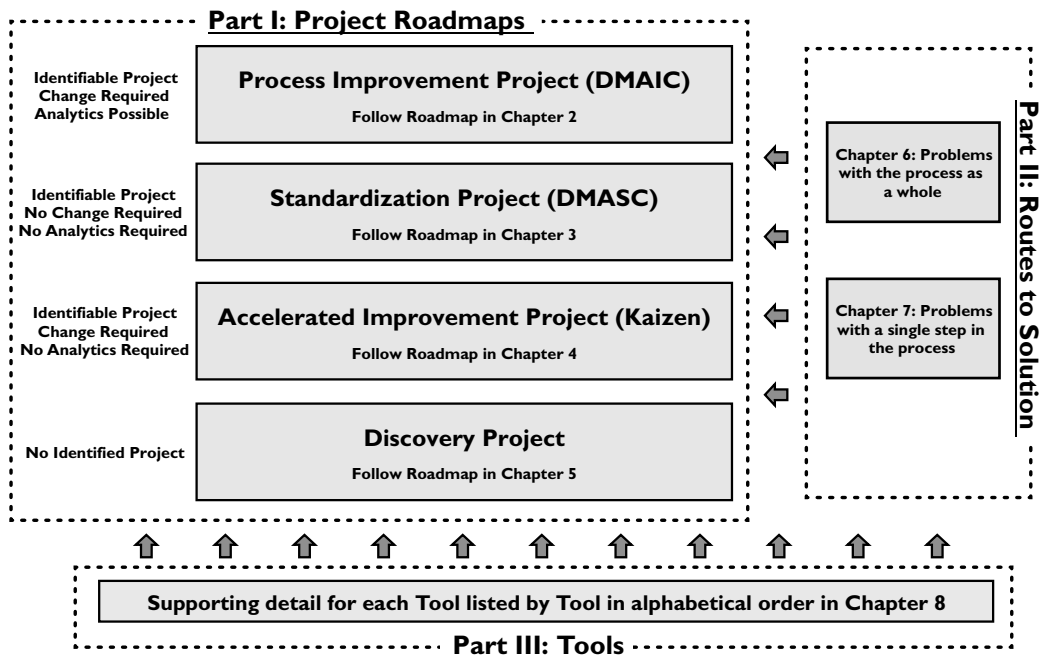 Part I: Project Roadmaps
Identifiable Project
Change Required
Analytics Possible
Process Improvement Project (DMAIC)
Follow Roadmap in Chapter 2
Identifiable Project
No Change Required
No Analytics Required
Standardization Project (DMASC)
Follow Roadmap in Chapter 3
Identifiable Project
Change Required
No Analytics Required
Accelerated Improvement Project (Kaizen)
Follow Roadmap in Chapter 4
No Identified Project
Discovery Project
Follow Roadmap in Chapter 5
Part II: Routes to Solution
Chapter 6: Problems
with the process as
a whole
Chapter 7: Problems
with a single step in
the process
Supporting detail for each Tool listed by Tool in alphabetical order in Chapter 8
Part III: Tools